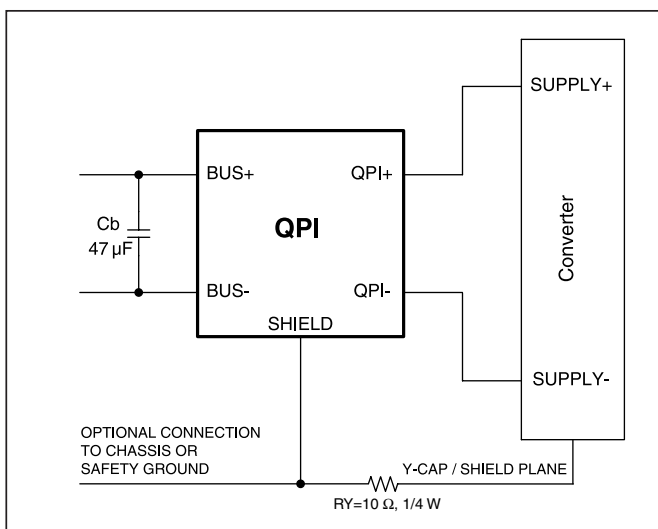 SUPPLY+
BUS+
QPI+
Cb
47 µF
QPI
Converter
BUS-
QPI-
SHIELD
SUPPLY-
OPTIONAL CONNECTION
TO CHASSIS OR
SAFETY GROUND
Y-CAP / SHIELD PLANE
RY=10 Ω, 1/4 W